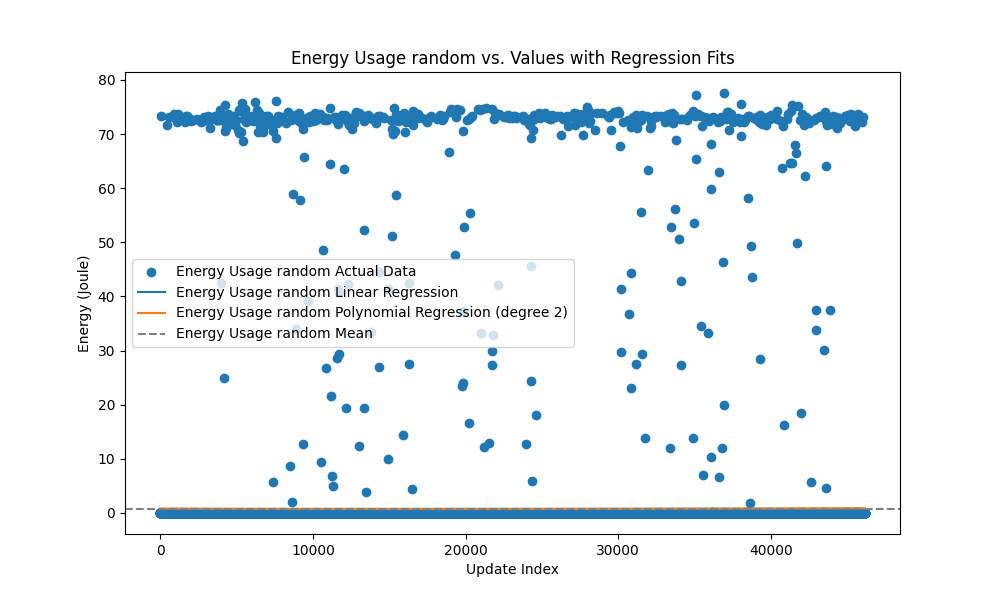 Energy Usage random vs. Values with Regression Fits
80
70
60
50
40
30
20
10
0
Energy (Joule)
Energy Usage random Actual Data
Energy Usage random Linear Regression
Energy Usage random Polynomial Regression (degree 2)
Energy Usage random Mean
0 10000 20000 30000 40000
Update Index